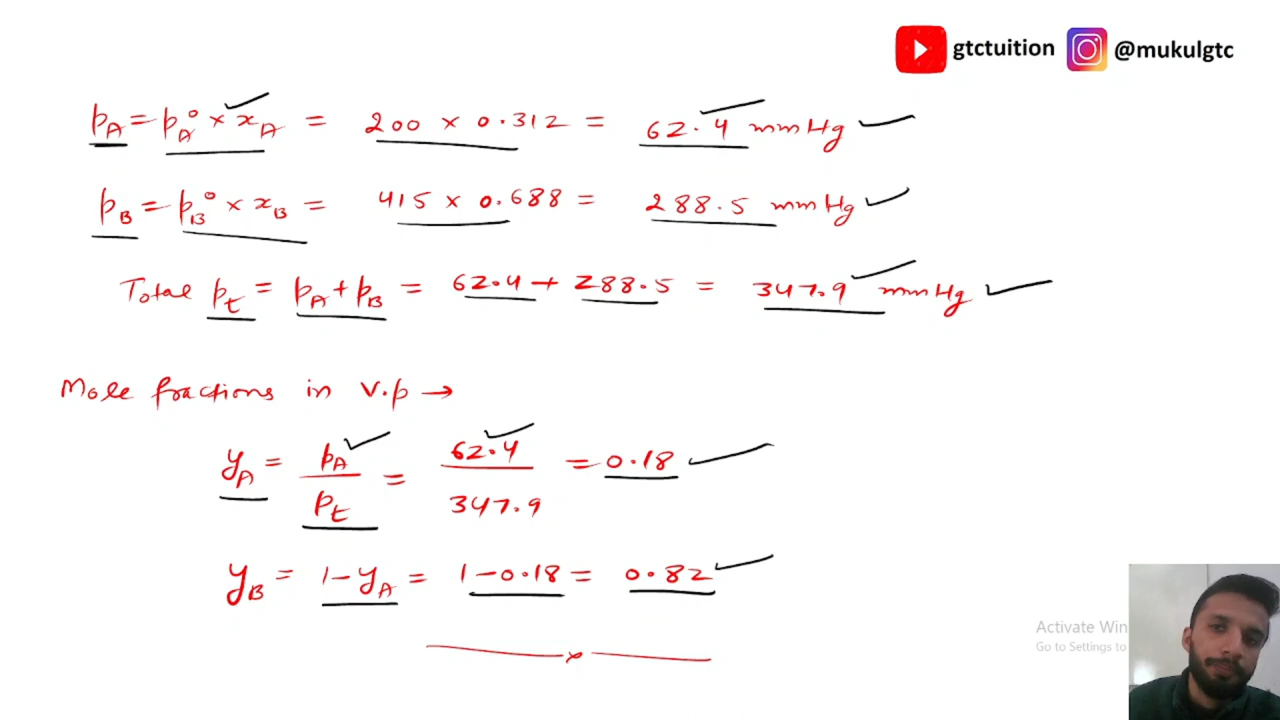 gtctuition @mukulgtc
pA = pA° × xA = 200 × 0.312 = 62.4 mmHg
pB = pB° × xB = 415 × 0.688 = 288.5 mmHg
Total pt = pA + pB = 62.4 + 288.5 = 347.9 mmHg
Mole fractions in v.p →
yA = pA / pt = 62.4 / 347.9 = 0.18
yB = 1 - yA = 1 - 0.18 = 0.82
Activate Win
Go to Settings to